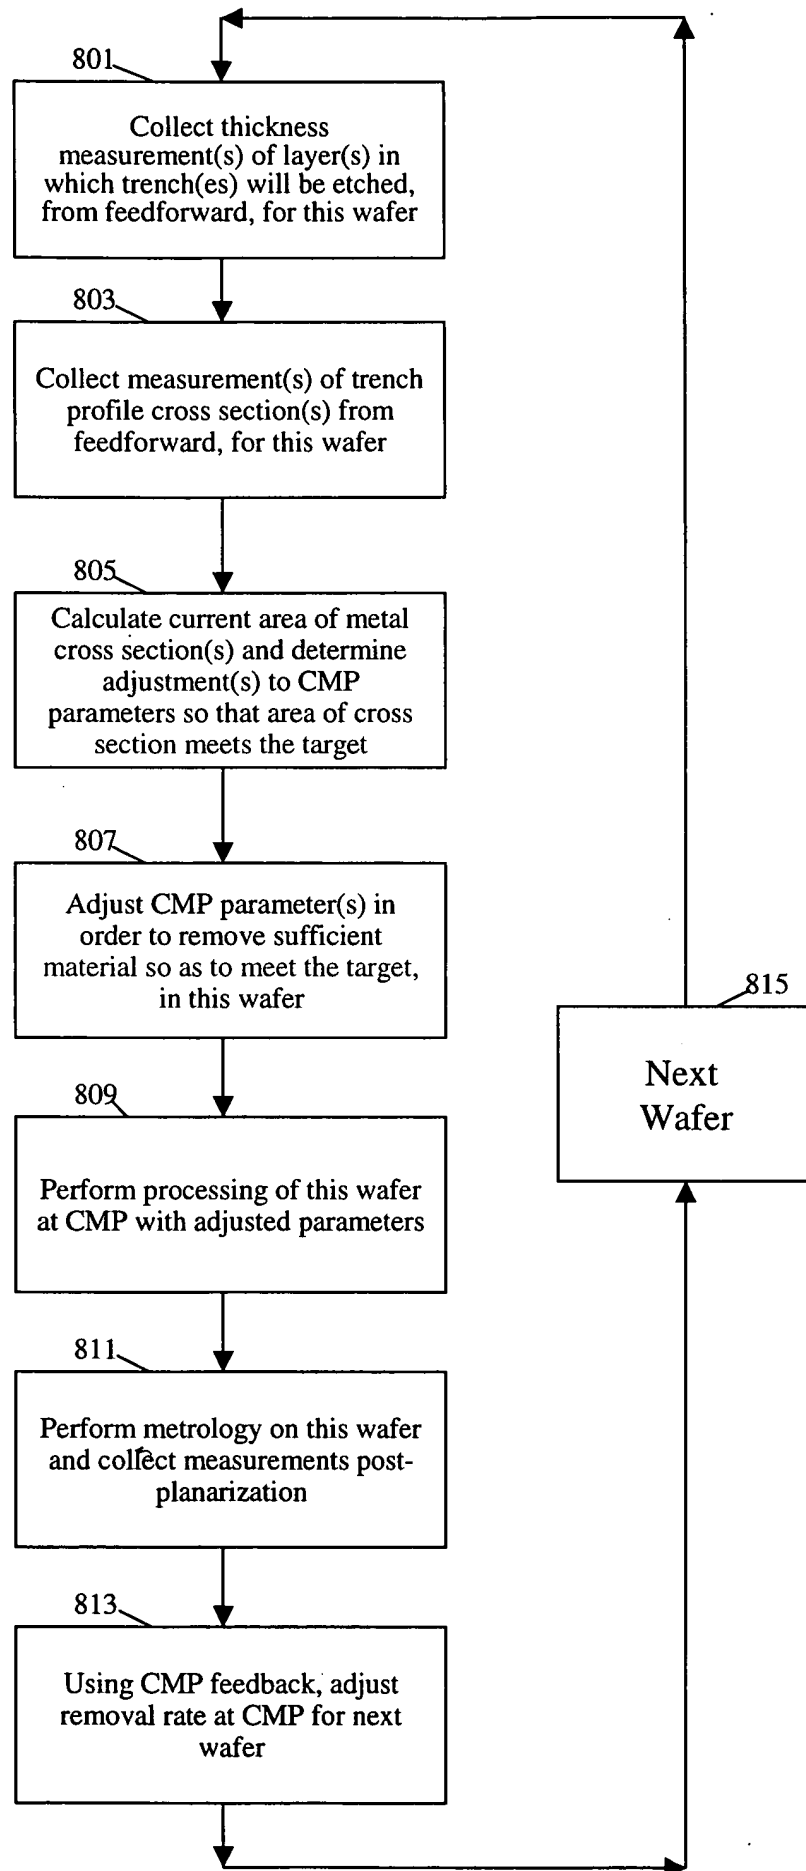 801
Collect thickness
measurement(s) of layer(s) in
which trench(es) will be etched,
from feedforward, for this wafer
803
Collect measurement(s) of trench
profile cross section(s) from
feedforward, for this wafer
805
Calculate current area of metal
cross section(s) and determine
adjustment(s) to CMP
parameters so that area of cross
section meets the target
807
Adjust CMP parameter(s) in
order to remove sufficient
material so as to meet the target,
in this wafer
815
Next
Wafer
809
Perform processing of this wafer
at CMP with adjusted parameters
811
Perform metrology on this wafer
and collect measurements post-
planarization
813
Using CMP feedback, adjust
removal rate at CMP for next
wafer